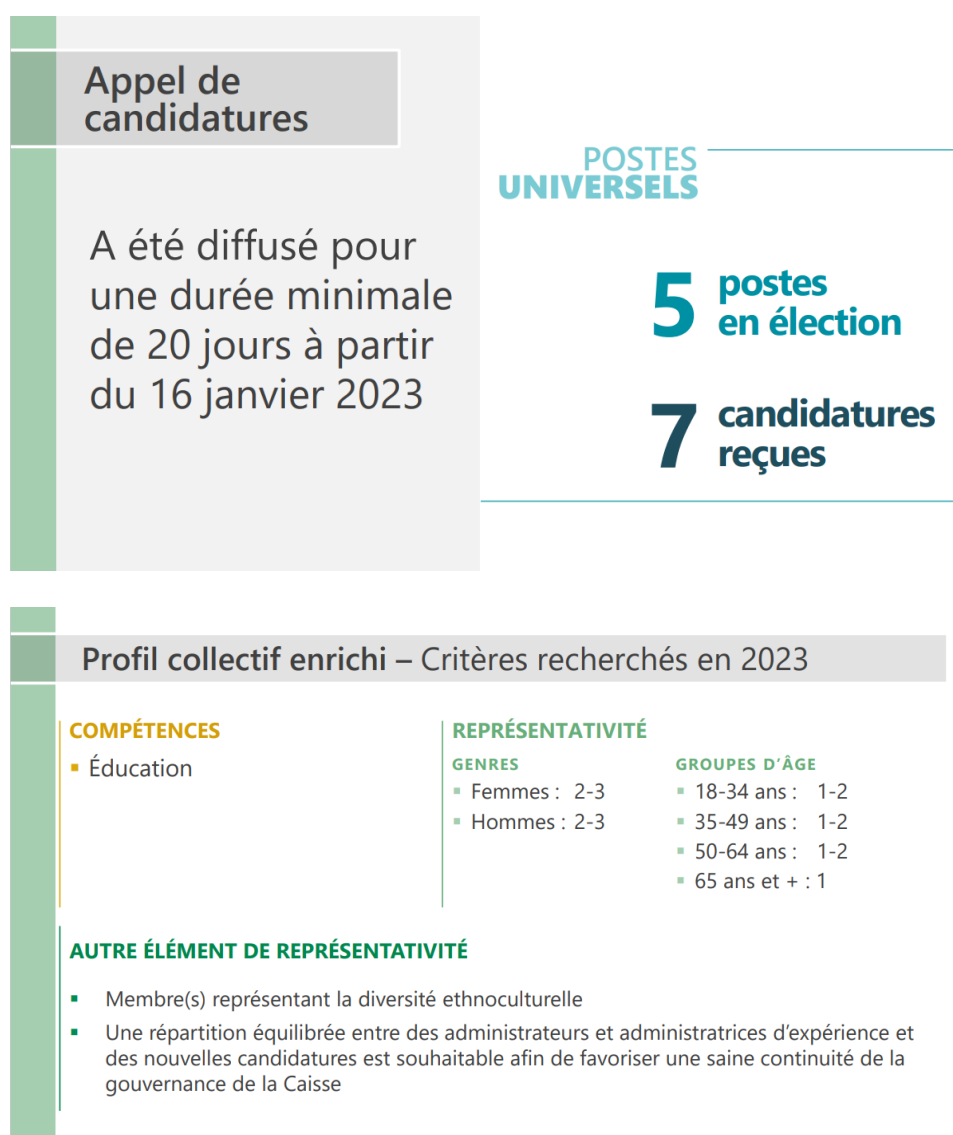 Appel de
candidatures
A été diffusé pour
une durée minimale
de 20 jours à partir
du 16 janvier 2023
POSTES
UNIVERSELS
5 postes
en élection
7 candidatures
reçues
Profil collectif enrichi – Critères recherchés en 2023
COMPÉTENCES
▪ Éducation
REPRÉSENTATIVITÉ
GENRES
▪ Femmes : 2-3
▪ Hommes : 2-3
GROUPES D’ÂGE
▪ 18-34 ans : 1-2
▪ 35-49 ans : 1-2
▪ 50-64 ans : 1-2
▪ 65 ans et + : 1
AUTRE ÉLÉMENT DE REPRÉSENTATIVITÉ
▪ Membre(s) représentant la diversité ethnoculturelle
▪ Une répartition équilibrée entre des administrateurs et administratrices d’expérience et
des nouvelles candidatures est souhaitable afin de favoriser une saine continuité de la
gouvernance de la Caisse